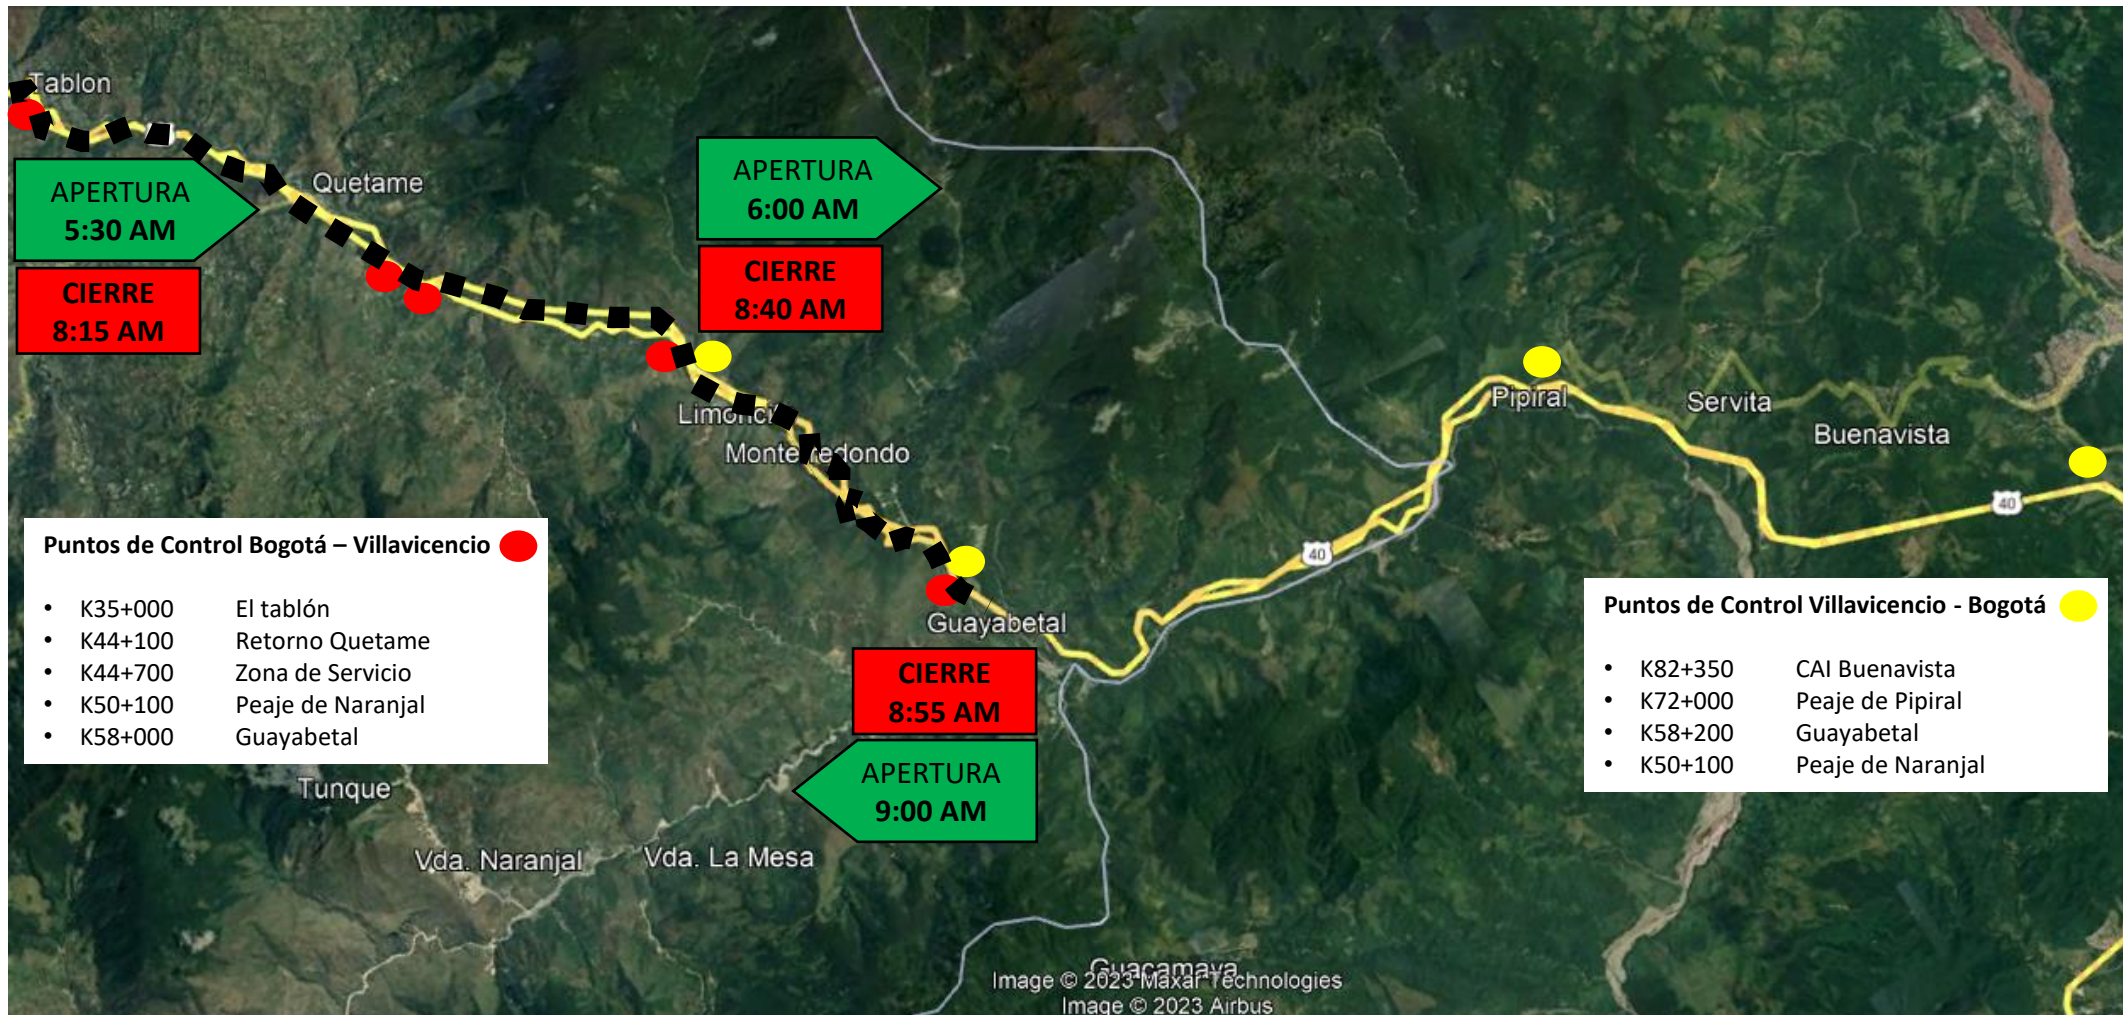 Tablon
APERTURA
5:30 AM
CIERRE
8:15 AM
Quetame
APERTURA
6:00 AM
CIERRE
8:40 AM
Monterredondo
Guayabetal
Pipiral
Servita
Buenavista
40
40
CIERRE
8:55 AM
APERTURA
9:00 AM
Puntos de Control Bogotá – Villavicencio
• K35+000 El tablón
• K44+100 Retorno Quetame
• K44+700 Zona de Servicio
• K50+100 Peaje de Naranjal
• K58+000 Guayabetal
Puntos de Control Villavicencio - Bogotá
• K82+350 CAI Buenavista
• K72+000 Peaje de Pipiral
• K58+200 Guayabetal
• K50+100 Peaje de Naranjal
Tunque
Vda. Naranjal
Vda. La Mesa
Guacamaya
Image © 2023 Maxar Technologies
Image © 2023 Airbus